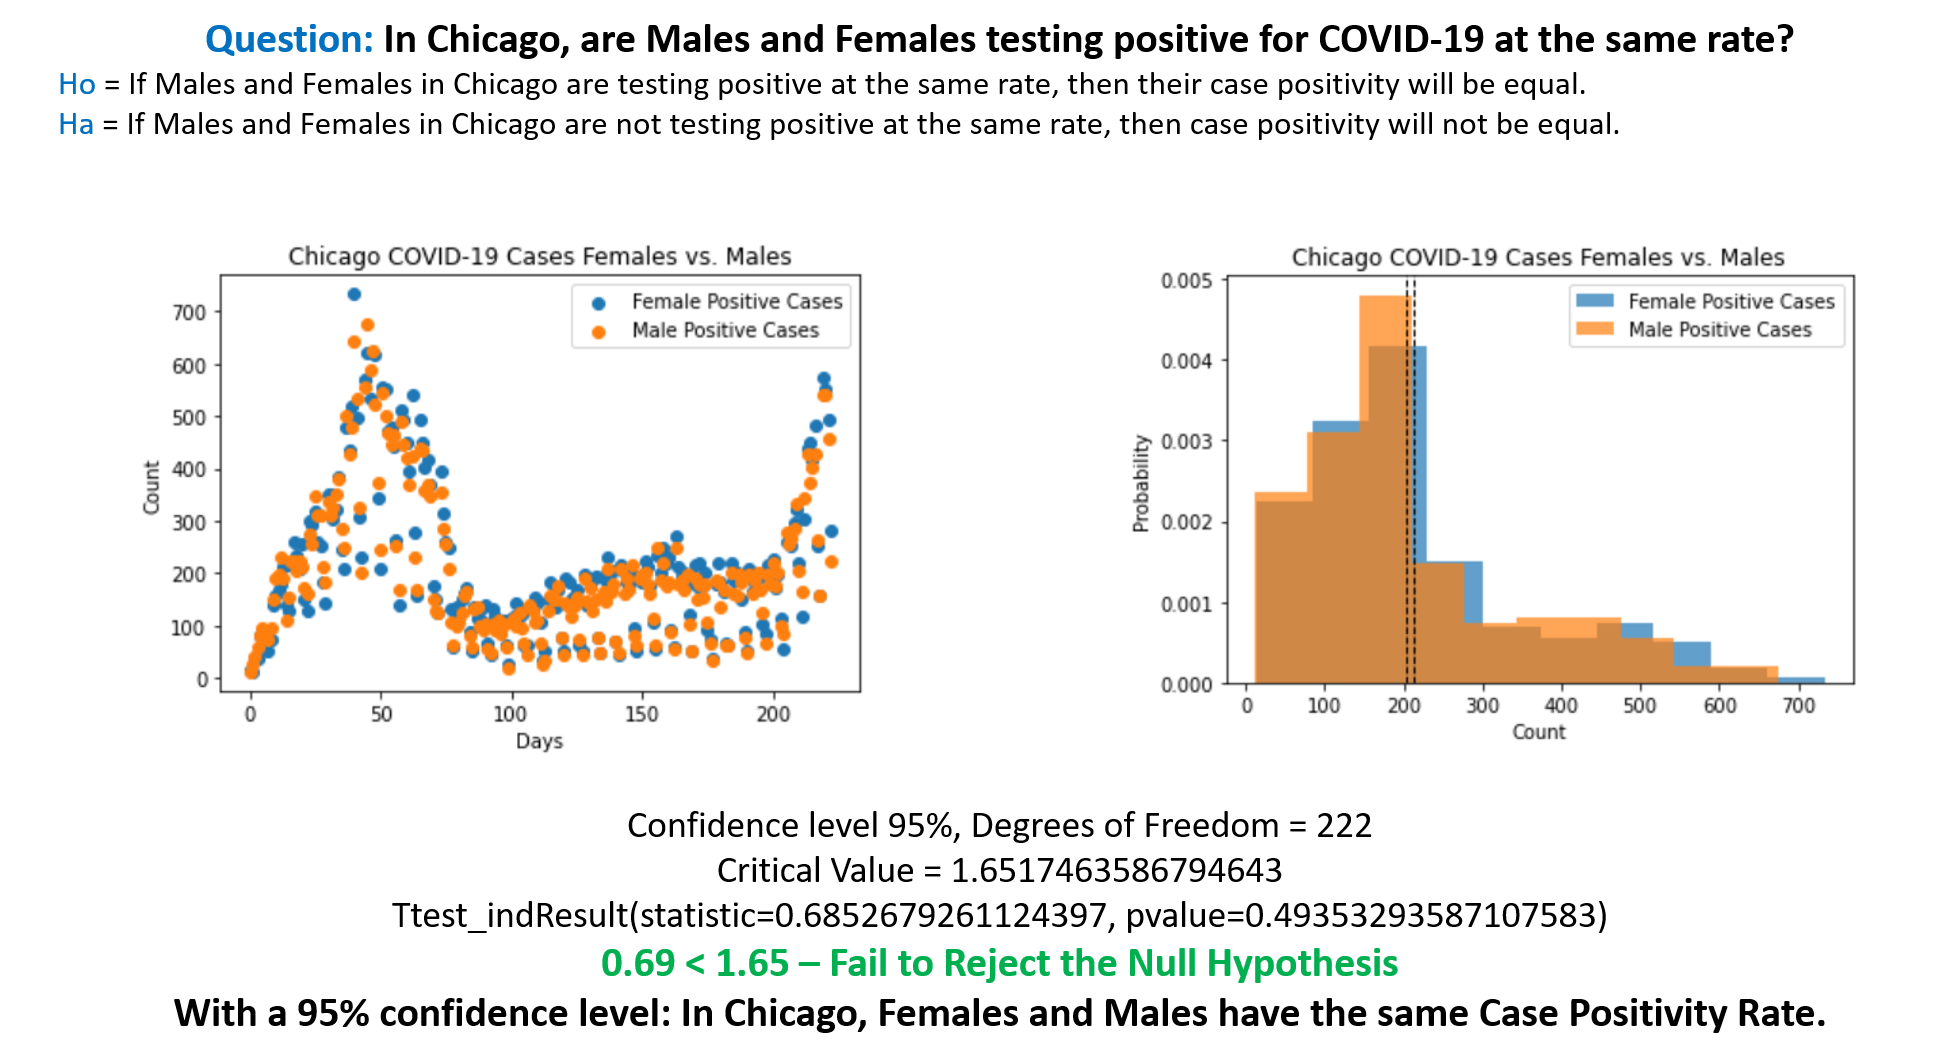 Question: In Chicago, are Males and Females testing positive for COVID-19 at the same rate?
Ho = If Males and Females in Chicago are testing positive at the same rate, then their case positivity will be equal.
Ha = If Males and Females in Chicago are not testing positive at the same rate, then case positivity will not be equal.
Chicago COVID-19 Cases Females vs. Males
Female Positive Cases
Male Positive Cases
Count
700
600
500
400
300
200
100
0
0 50 100 150 200
Days
Chicago COVID-19 Cases Females vs. Males
Female Positive Cases
Male Positive Cases
Probability
0.005
0.004
0.003
0.002
0.001
0.000
0 100 200 300 400 500 600 700
Count
Confidence level 95%, Degrees of Freedom = 222
Critical Value = 1.6517463586794643
Ttest_indResult(statistic=0.6852679261124397, pvalue=0.49353293587107583)
0.69 < 1.65 – Fail to Reject the Null Hypothesis
With a 95% confidence level: In Chicago, Females and Males have the same Case Positivity Rate.